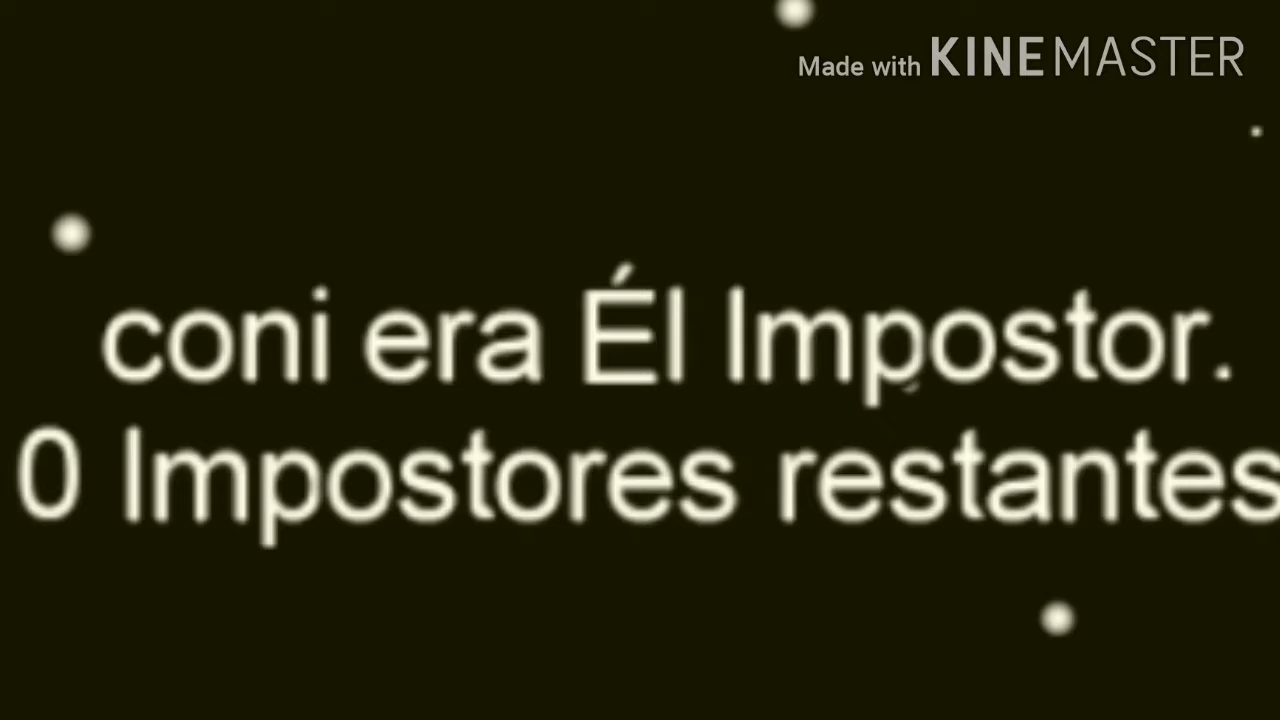 Made with KINEMASTER
coni era Él Impostor.
0 Impostores restantes